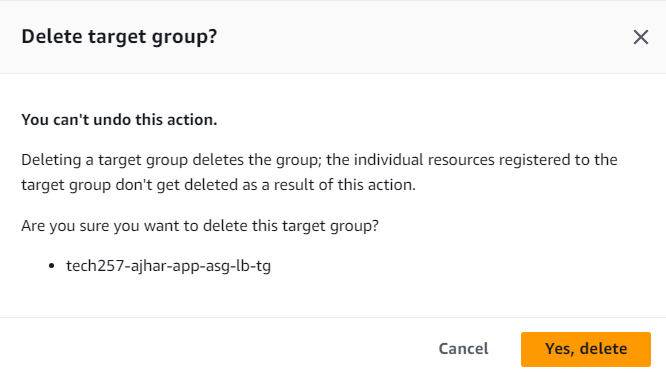 Delete target group?
You can't undo this action.
Deleting a target group deletes the group; the individual resources registered to the
target group don't get deleted as a result of this action.
Are you sure you want to delete this target group?
• tech257-ajhar-app-asg-lb-tg
Cancel
Yes, delete